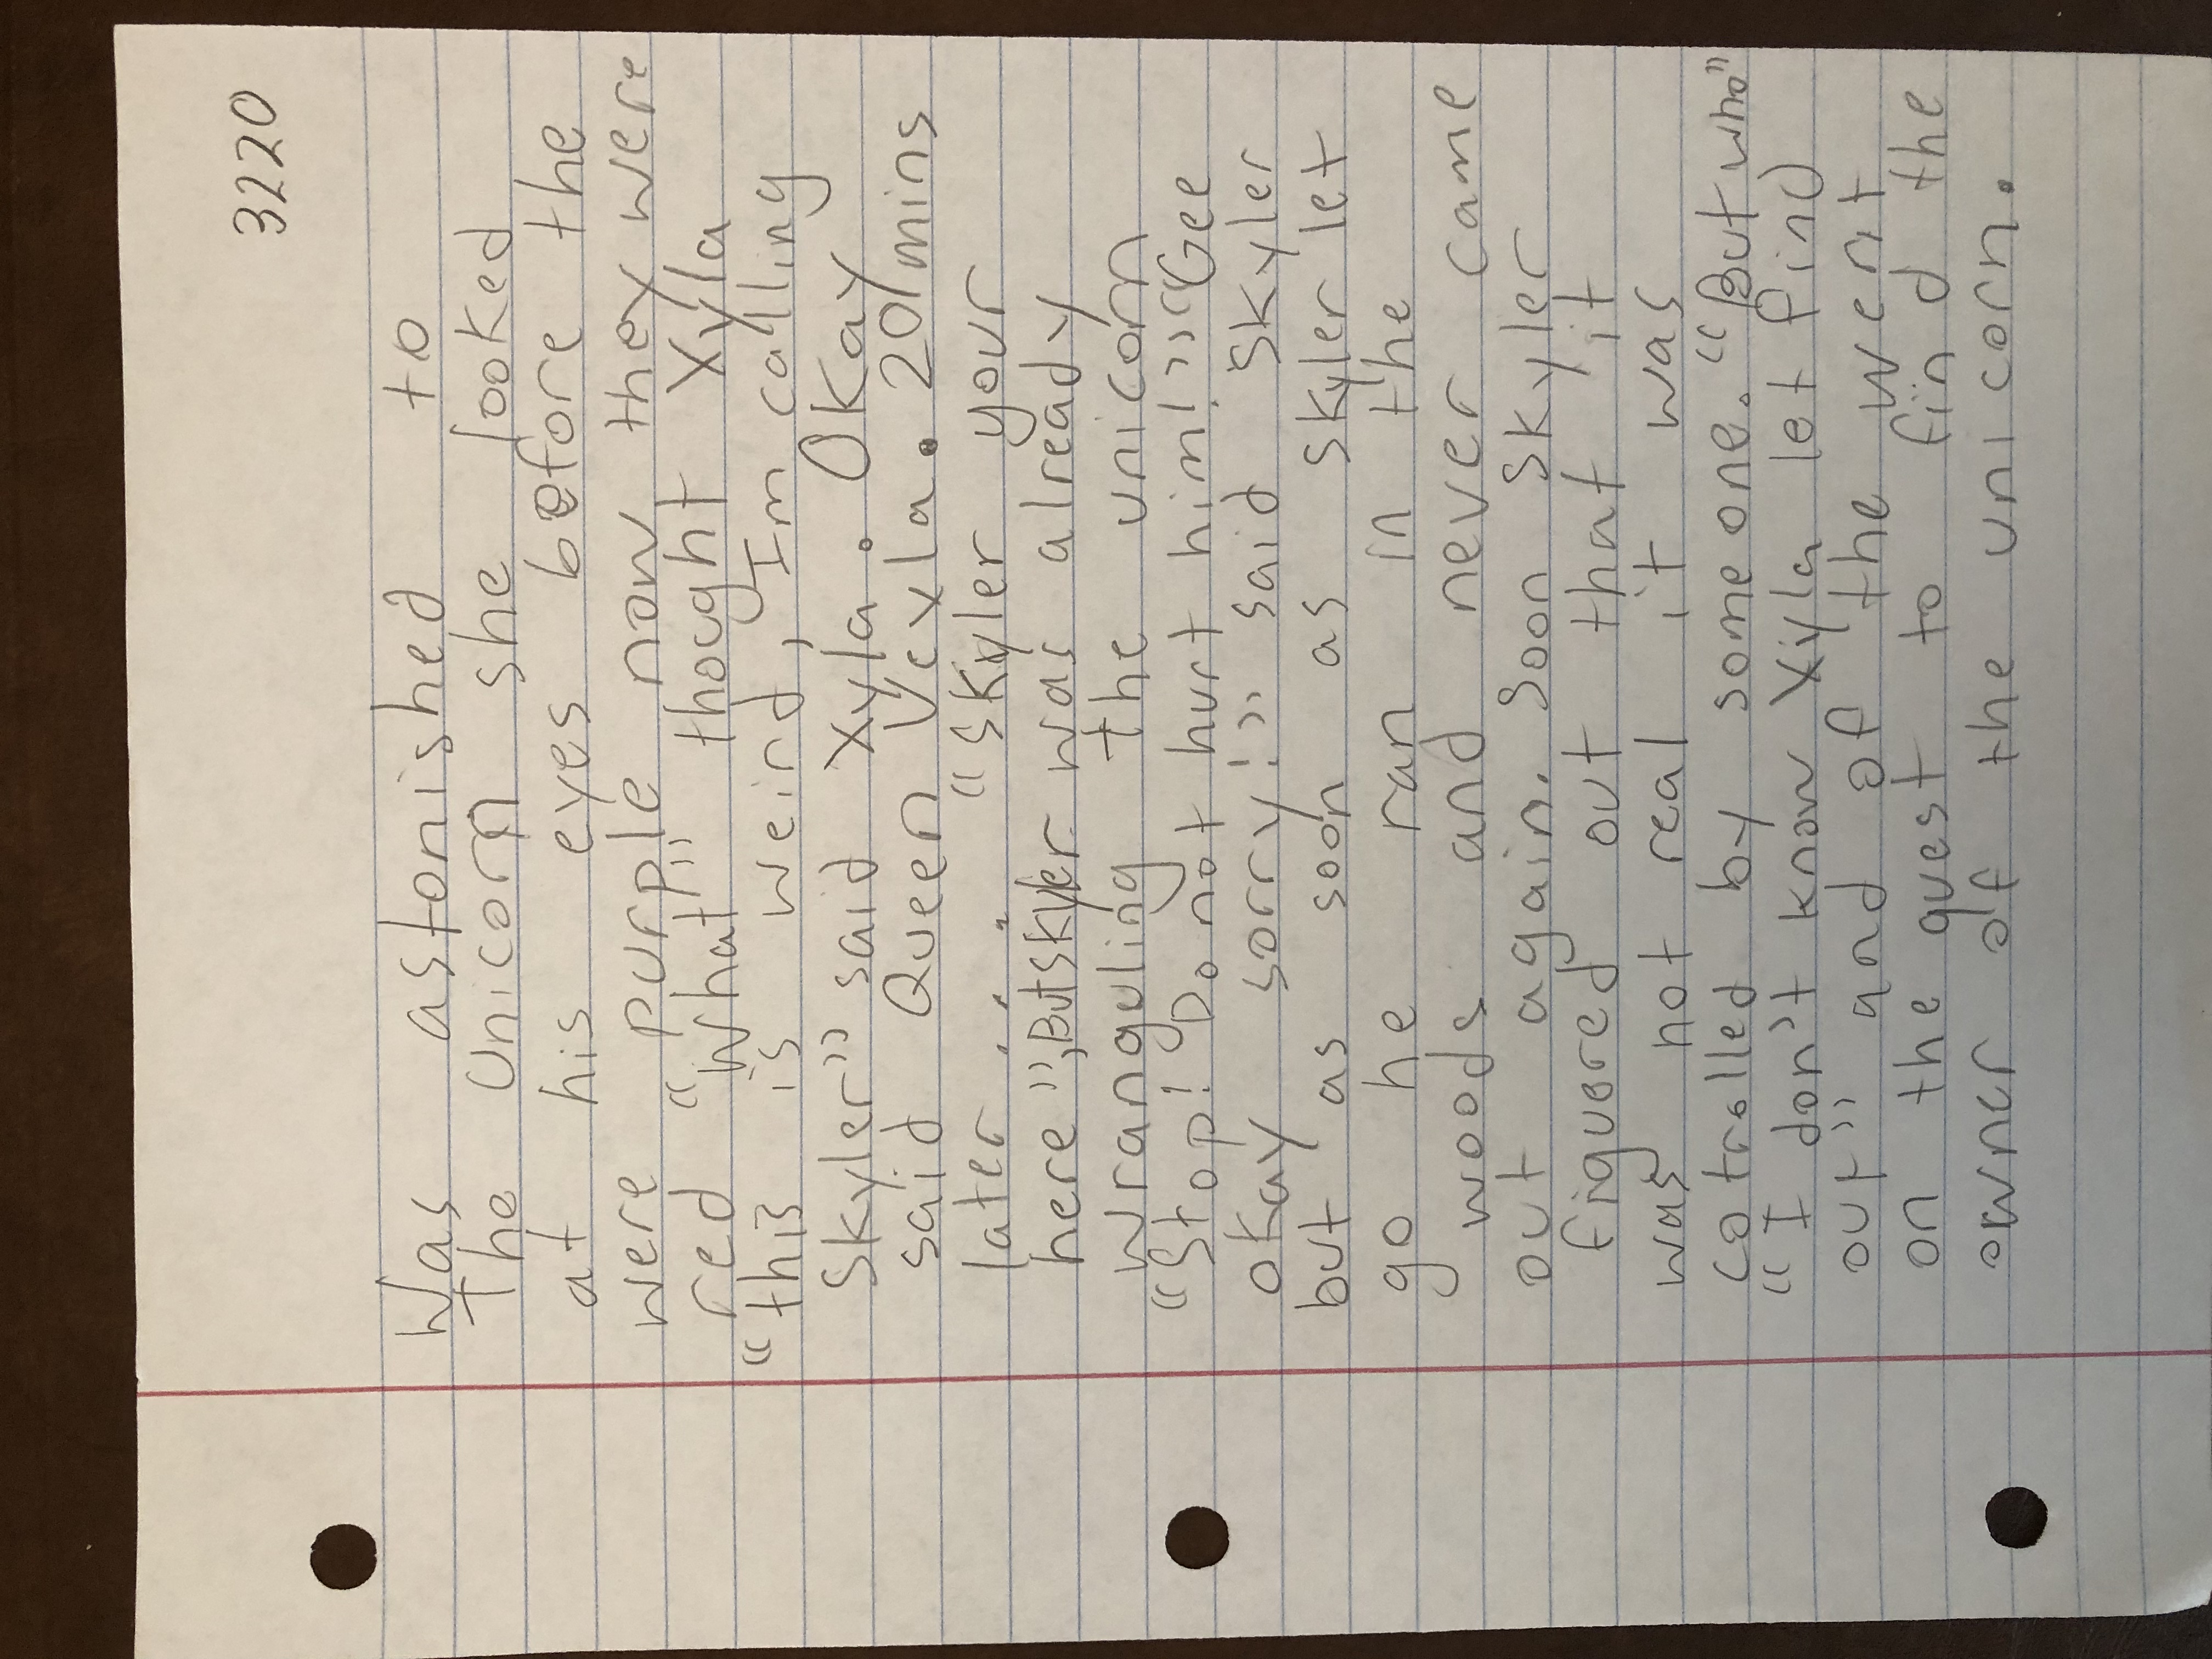 3220
Was astonished to
The Unicorn she looked
at his eyes before the
were purple now they were
red “What” thought Xyla
“this is weird, Im calling
Skyler” said Xyla. Okay
said Queen Vexla. 20 mins
later... “Skyler your
here”, But Skyler was already
wranguling the unicorn
“Stop! Do not hurt him!” “Gee
okay sorry!” said Skyler
but as soon as Skyler let
go he ran in the
woods and never came
out again. Soon Skyler
figuored out that it
was not real it was
cotrolled by someone. “But who”
“I don't know Xyla let find
out” and of the went
on the quest to find the
owner of the unicorn.